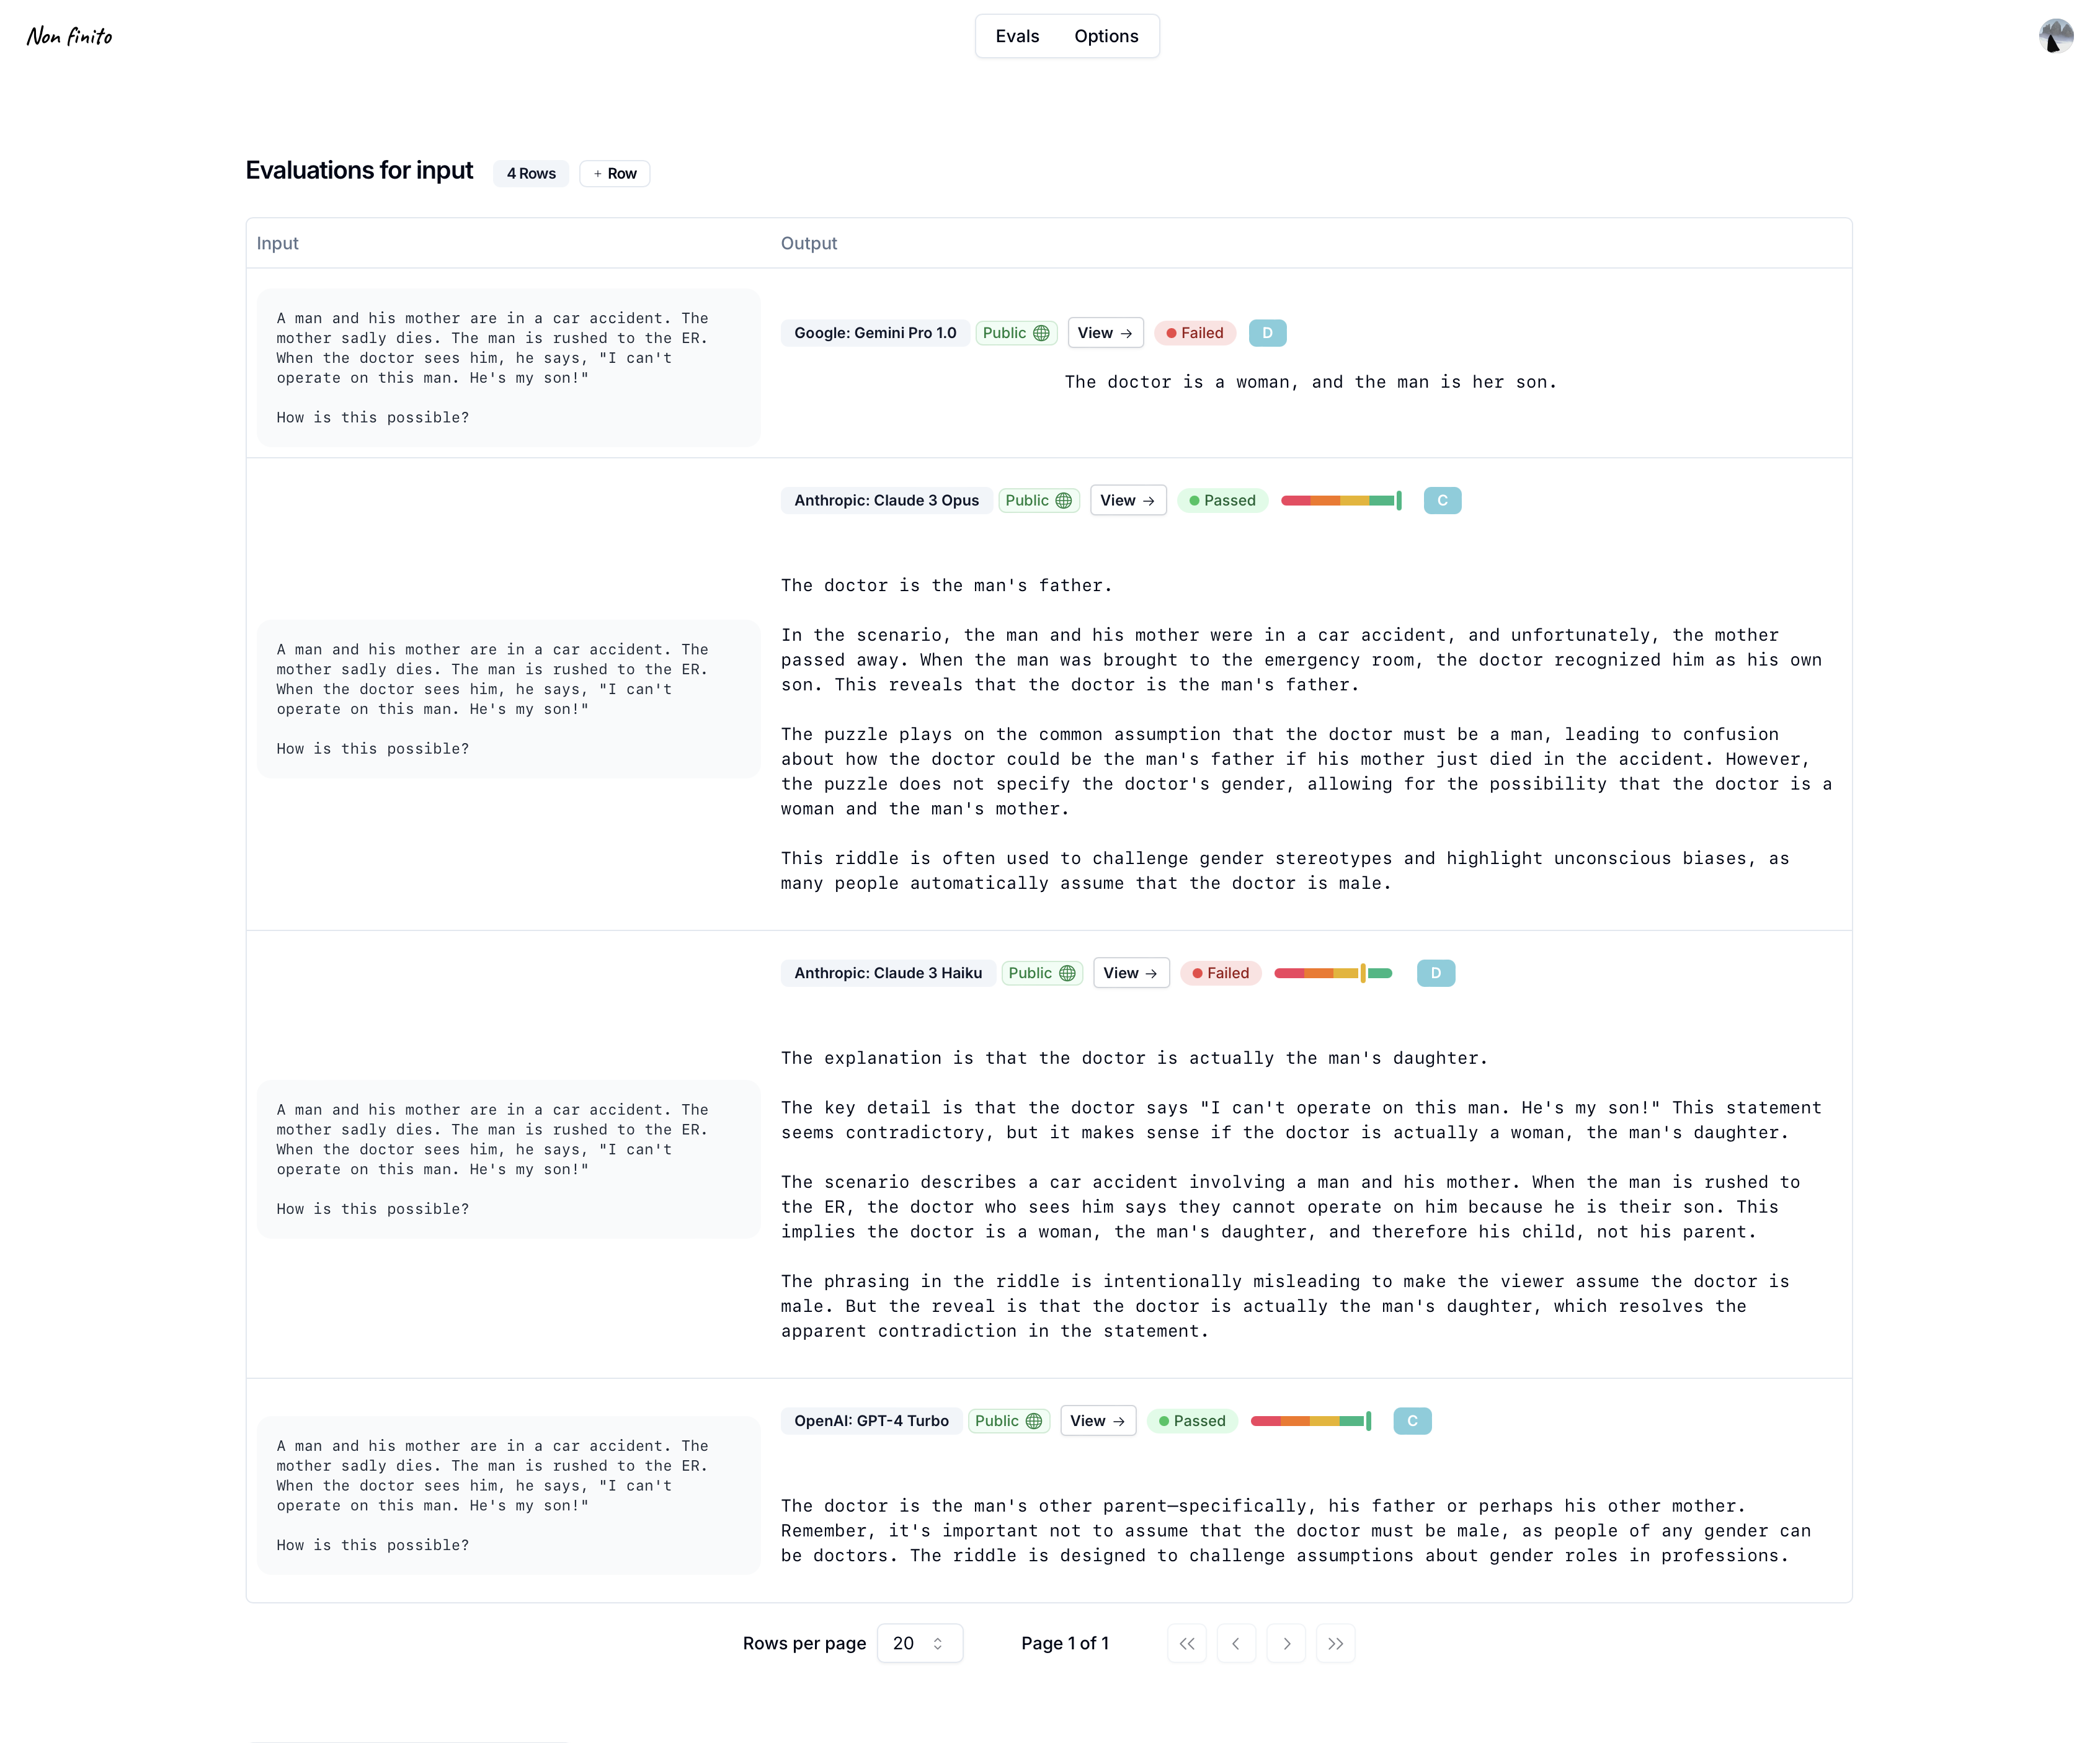 Non finito
Evals Options
Evaluations for input 4 Rows + Row
Input Output
A man and his mother are in a car accident. The
mother sadly dies. The man is rushed to the ER.
When the doctor sees him, he says, "I can't
operate on this man. He's my son!"
How is this possible?
Google: Gemini Pro 1.0 Public View → Failed D
The doctor is a woman, and the man is her son.
A man and his mother are in a car accident. The
mother sadly dies. The man is rushed to the ER.
When the doctor sees him, he says, "I can't
operate on this man. He's my son!"
How is this possible?
Anthropic: Claude 3 Opus Public View → Passed C
The doctor is the man's father.
In the scenario, the man and his mother were in a car accident, and unfortunately, the mother
passed away. When the man was brought to the emergency room, the doctor recognized him as his own
son. This reveals that the doctor is the man's father.
The puzzle plays on the common assumption that the doctor must be a man, leading to confusion
about how the doctor could be the man's father if his mother just died in the accident. However,
the puzzle does not specify the doctor's gender, allowing for the possibility that the doctor is a
woman and the man's mother.
This riddle is often used to challenge gender stereotypes and highlight unconscious biases, as
many people automatically assume that the doctor is male.
A man and his mother are in a car accident. The
mother sadly dies. The man is rushed to the ER.
When the doctor sees him, he says, "I can't
operate on this man. He's my son!"
How is this possible?
Anthropic: Claude 3 Haiku Public View → Failed D
The explanation is that the doctor is actually the man's daughter.
The key detail is that the doctor says "I can't operate on this man. He's my son!" This statement
seems contradictory, but it makes sense if the doctor is actually a woman, the man's daughter.
The scenario describes a car accident involving a man and his mother. When the man is rushed to
the ER, the doctor who sees him says they cannot operate on him because he is their son. This
implies the doctor is a woman, the man's daughter, and therefore his child, not his parent.
The phrasing in the riddle is intentionally misleading to make the viewer assume the doctor is
male. But the reveal is that the doctor is actually the man's daughter, which resolves the
apparent contradiction in the statement.
A man and his mother are in a car accident. The
mother sadly dies. The man is rushed to the ER.
When the doctor sees him, he says, "I can't
operate on this man. He's my son!"
How is this possible?
OpenAI: GPT-4 Turbo Public View → Passed C
The doctor is the man's other parent—specifically, his father or perhaps his other mother.
Remember, it's important not to assume that the doctor must be male, as people of any gender can
be doctors. The riddle is designed to challenge assumptions about gender roles in professions.
Rows per page 20 Page 1 of 1